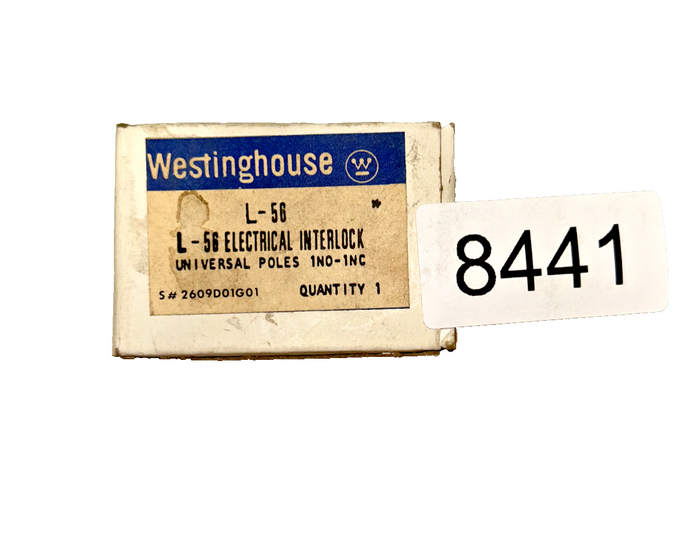 Westinghouse W
L-56 *
L-56 ELECTRICAL INTERLOCK
UNIVERSAL POLES 1NO-1NC
S# 2609D01G01 QUANTITY 1
8441